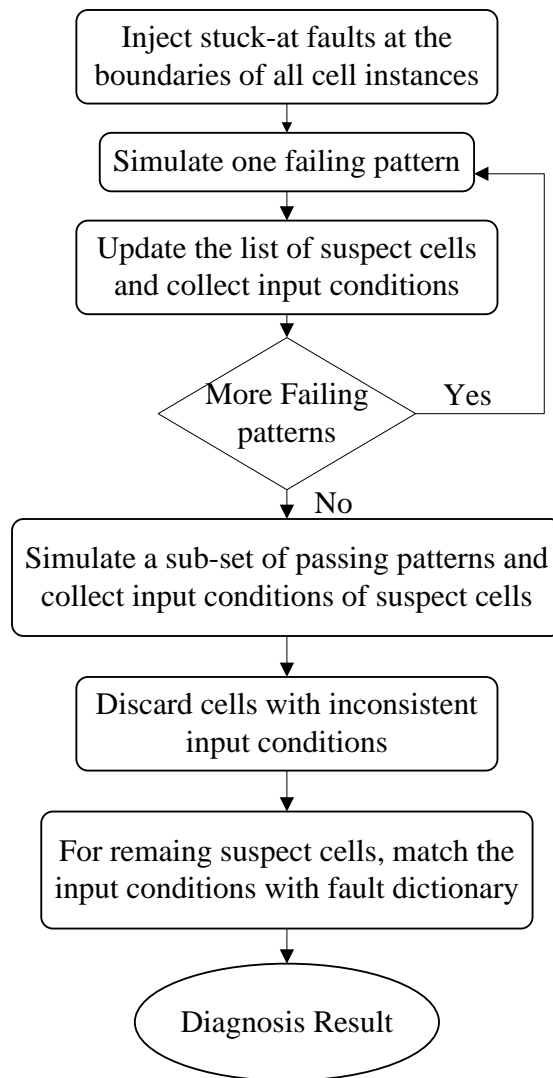 Inject stuck-at faults at the
boundaries of all cell instances
Simulate one failing pattern
Update the list of suspect cells
and collect input conditions
More Failing
patterns
Yes
No
Simulate a sub-set of passing patterns and
collect input conditions of suspect cells
Discard cells with inconsistent
input conditions
For remaing suspect cells, match the
input conditions with fault dictionary
Diagnosis Result